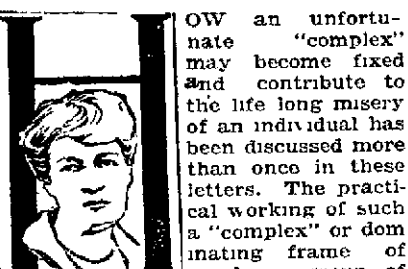 OW an unfortu-
nate "complex"
may become fixed
and contribute to
the life long misery
of an individual has
been discussed more
than once in these
letters. The practi-
cal working of such
a "complex" or dom
inating frame of